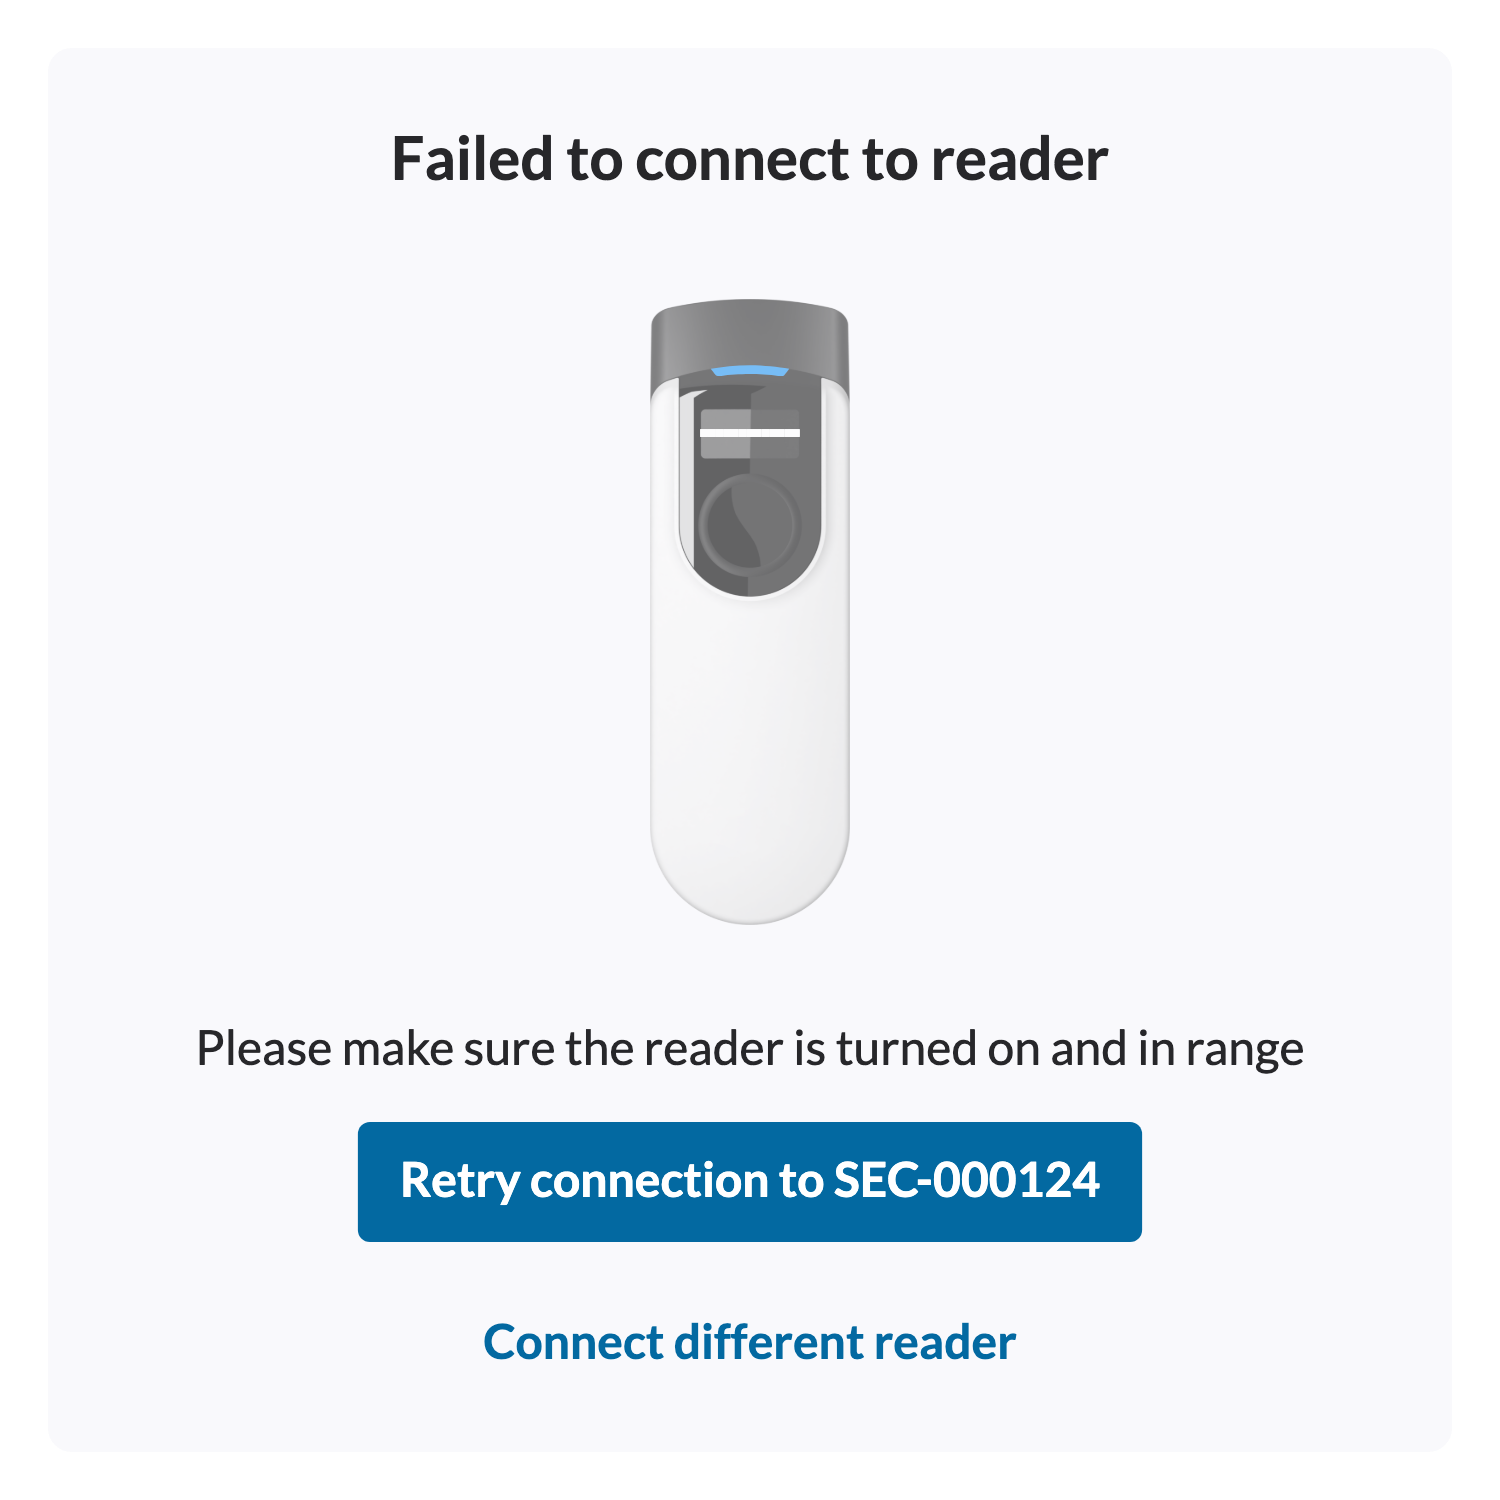 Failed to connect to reader
Please make sure the reader is turned on and in range
Retry connection to SEC-000124
Connect different reader